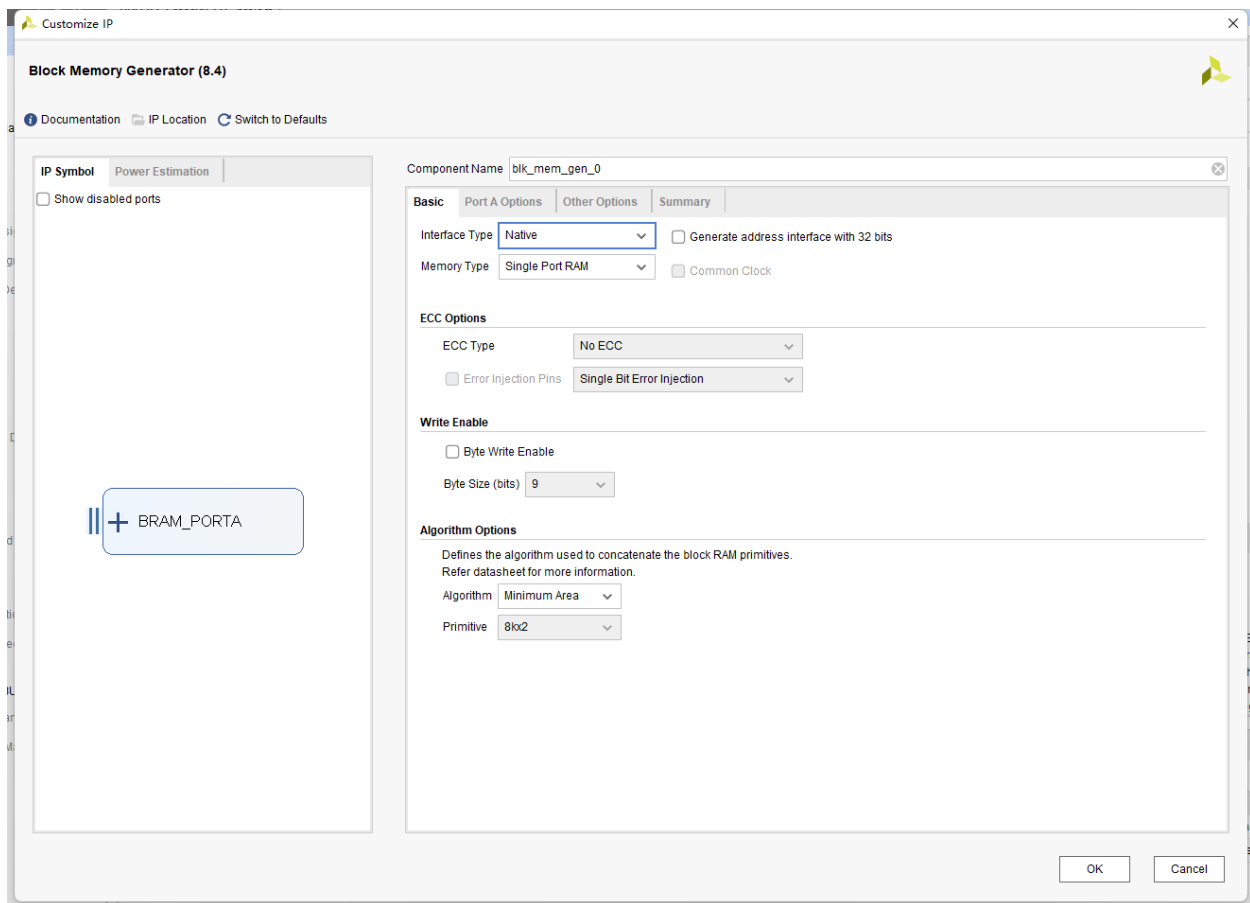 Customize IP
Block Memory Generator (8.4)
Documentation IP Location Switch to Defaults
IP Symbol Power Estimation
Show disabled ports
BRAM_PORTA
Component Name blk_mem_gen_0
Basic Port A Options Other Options Summary
Interface Type Native Generate address interface with 32 bits
Memory Type Single Port RAM Common Clock
ECC Options
ECC Type No ECC
Error Injection Pins Single Bit Error Injection
Write Enable
Byte Write Enable
Byte Size (bits) 9
Algorithm Options
Defines the algorithm used to concatenate the block RAM primitives.
Refer datasheet for more information.
Algorithm Minimum Area
Primitive 8kx2
OK Cancel